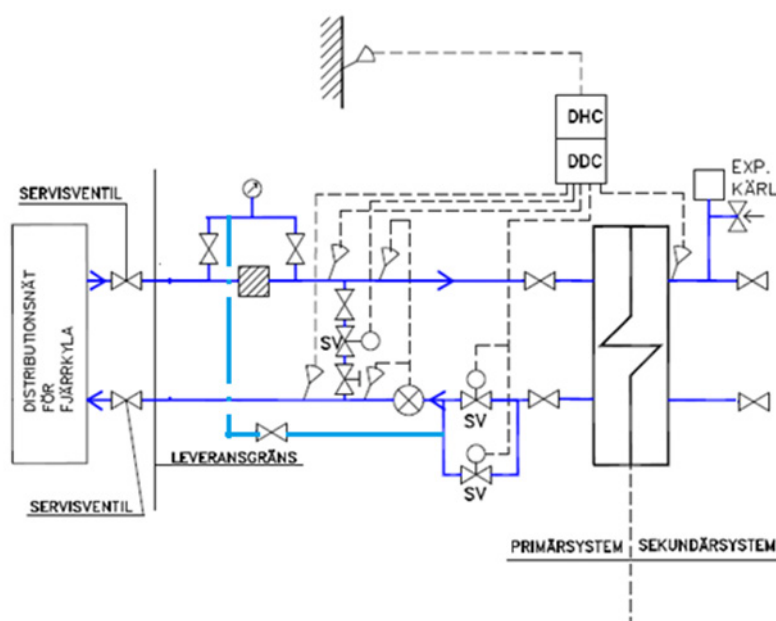 DHC
DDC
EXP.
KÄRL
SERVISVENTIL
DISTRIBUTIONSNÄT
FÖR
FJÄRRKYLA
SV
SV
SV
LEVERANSGRÄNS
SERVISVENTIL
PRIMÄRSYSTEM
SEKUNDÄRSYSTEM